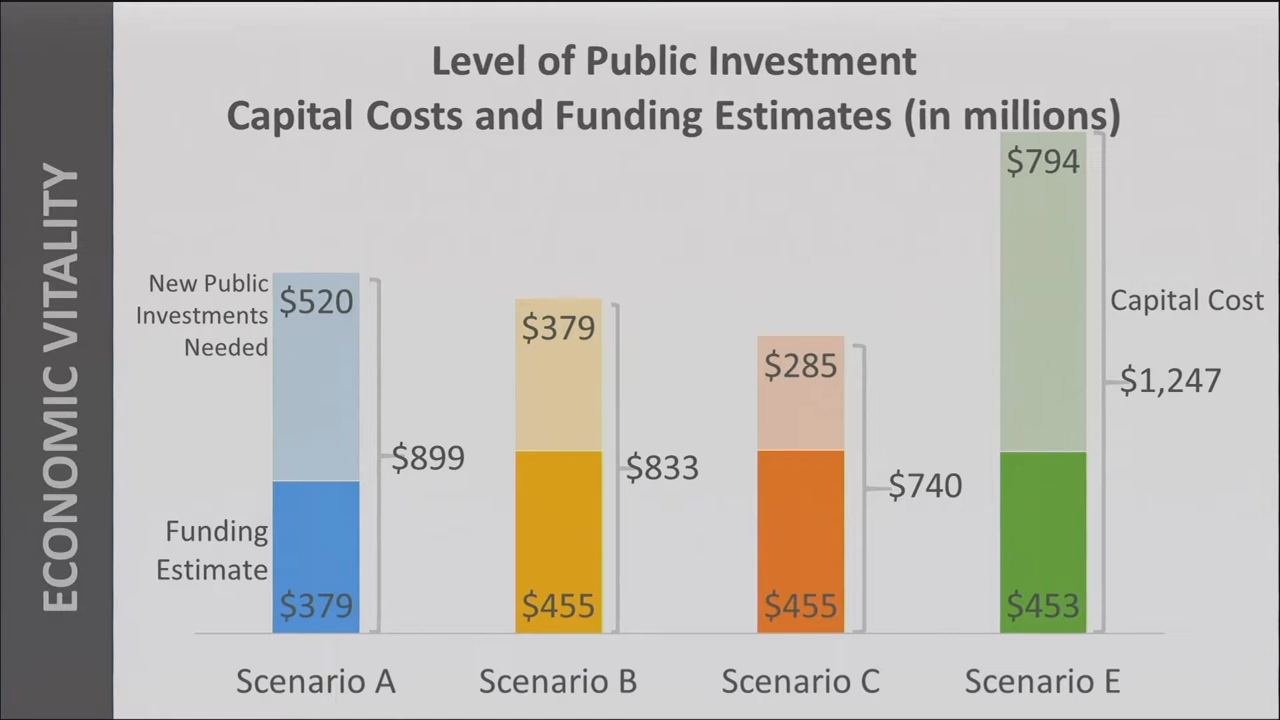 ECONOMIC VITALITY
Level of Public Investment
Capital Costs and Funding Estimates (in millions)
New Public
Investments
Needed
Funding
Estimate
$520
$379
$899
$379
$455
$833
$285
$455
$740
$794
$453
Capital Cost
$1,247
Scenario A
Scenario B
Scenario C
Scenario E